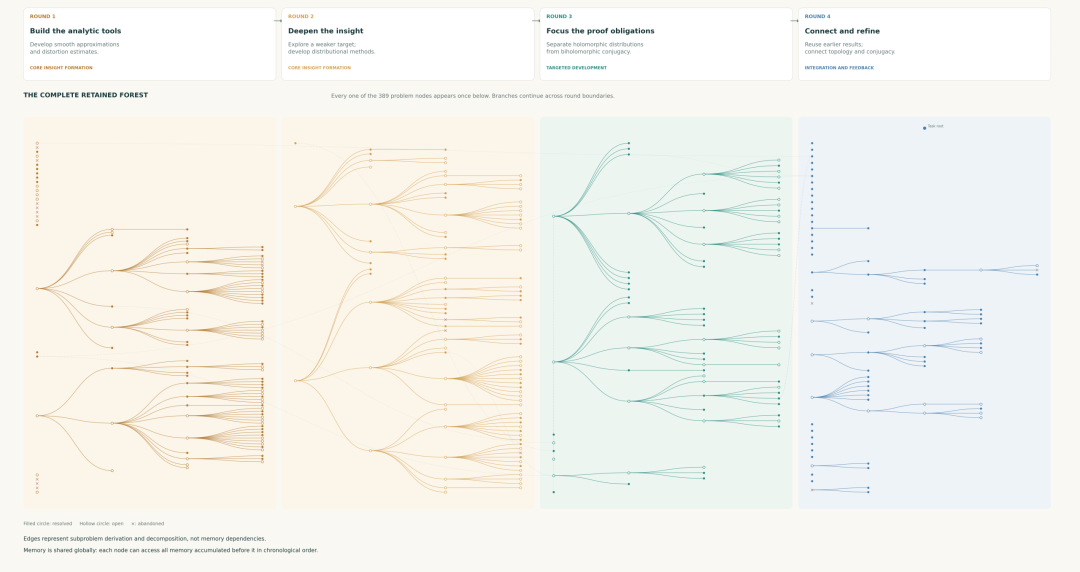 ROUND 1
Build the analytic tools
Develop smooth approximations
and distortion estimates.
CORE INSIGHT FORMATION
ROUND 2
Deepen the insight
Explore a weaker target;
develop distributional methods.
CORE INSIGHT FORMATION
ROUND 3
Focus the proof obligations
Separate holomorphic distributions
from biholomorphic conjugacy.
TARGETED DEVELOPMENT
ROUND 4
Connect and refine
Reuse earlier results;
connect topology and conjugacy.
INTEGRATION AND FEEDBACK
THE COMPLETE RETAINED FOREST
Every one of the 389 problem nodes appears once below. Branches continue across round boundaries.
Task root
Filled circle: resolved Hollow circle: open ×: abandoned
Edges represent subproblem derivation and decomposition, not memory dependencies.
Memory is shared globally: each node can access all memory accumulated before it in chronological order.